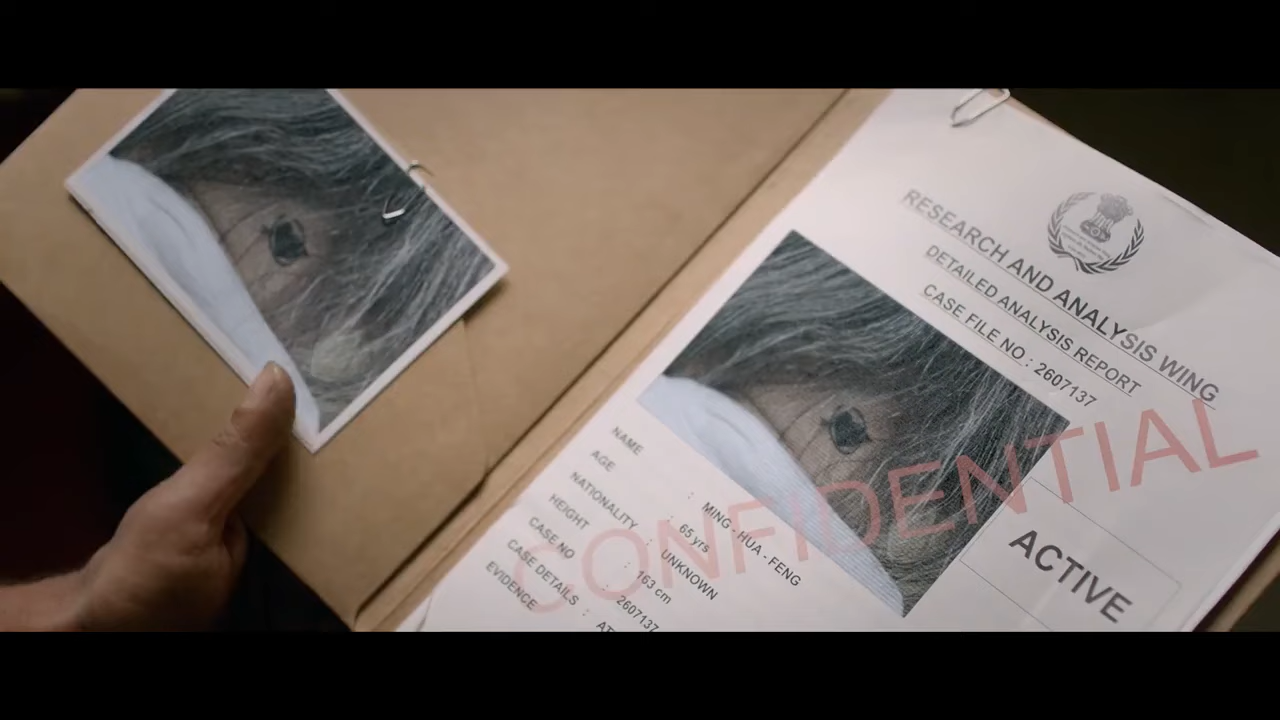 RESEARCH AND ANALYSIS WING
DETAILED ANALYSIS REPORT
CASE FILE NO : 2607137
CONFIDENTIAL
ACTIVE
NAME : MING - HUA - FENG
AGE : 65 yrs
NATIONALITY : UNKNOWN
HEIGHT : 163 cm
CASE NO : 2607137
CASE DETAILS :
EVIDENCE